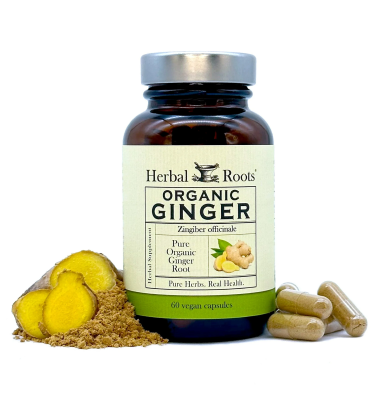 Herbal Roots®
ORGANIC
GINGER
Zingiber officinale
Herbal Supplement
Pure
Organic
Ginger
Root
Pure Herbs. Real Health.
60 vegan capsules